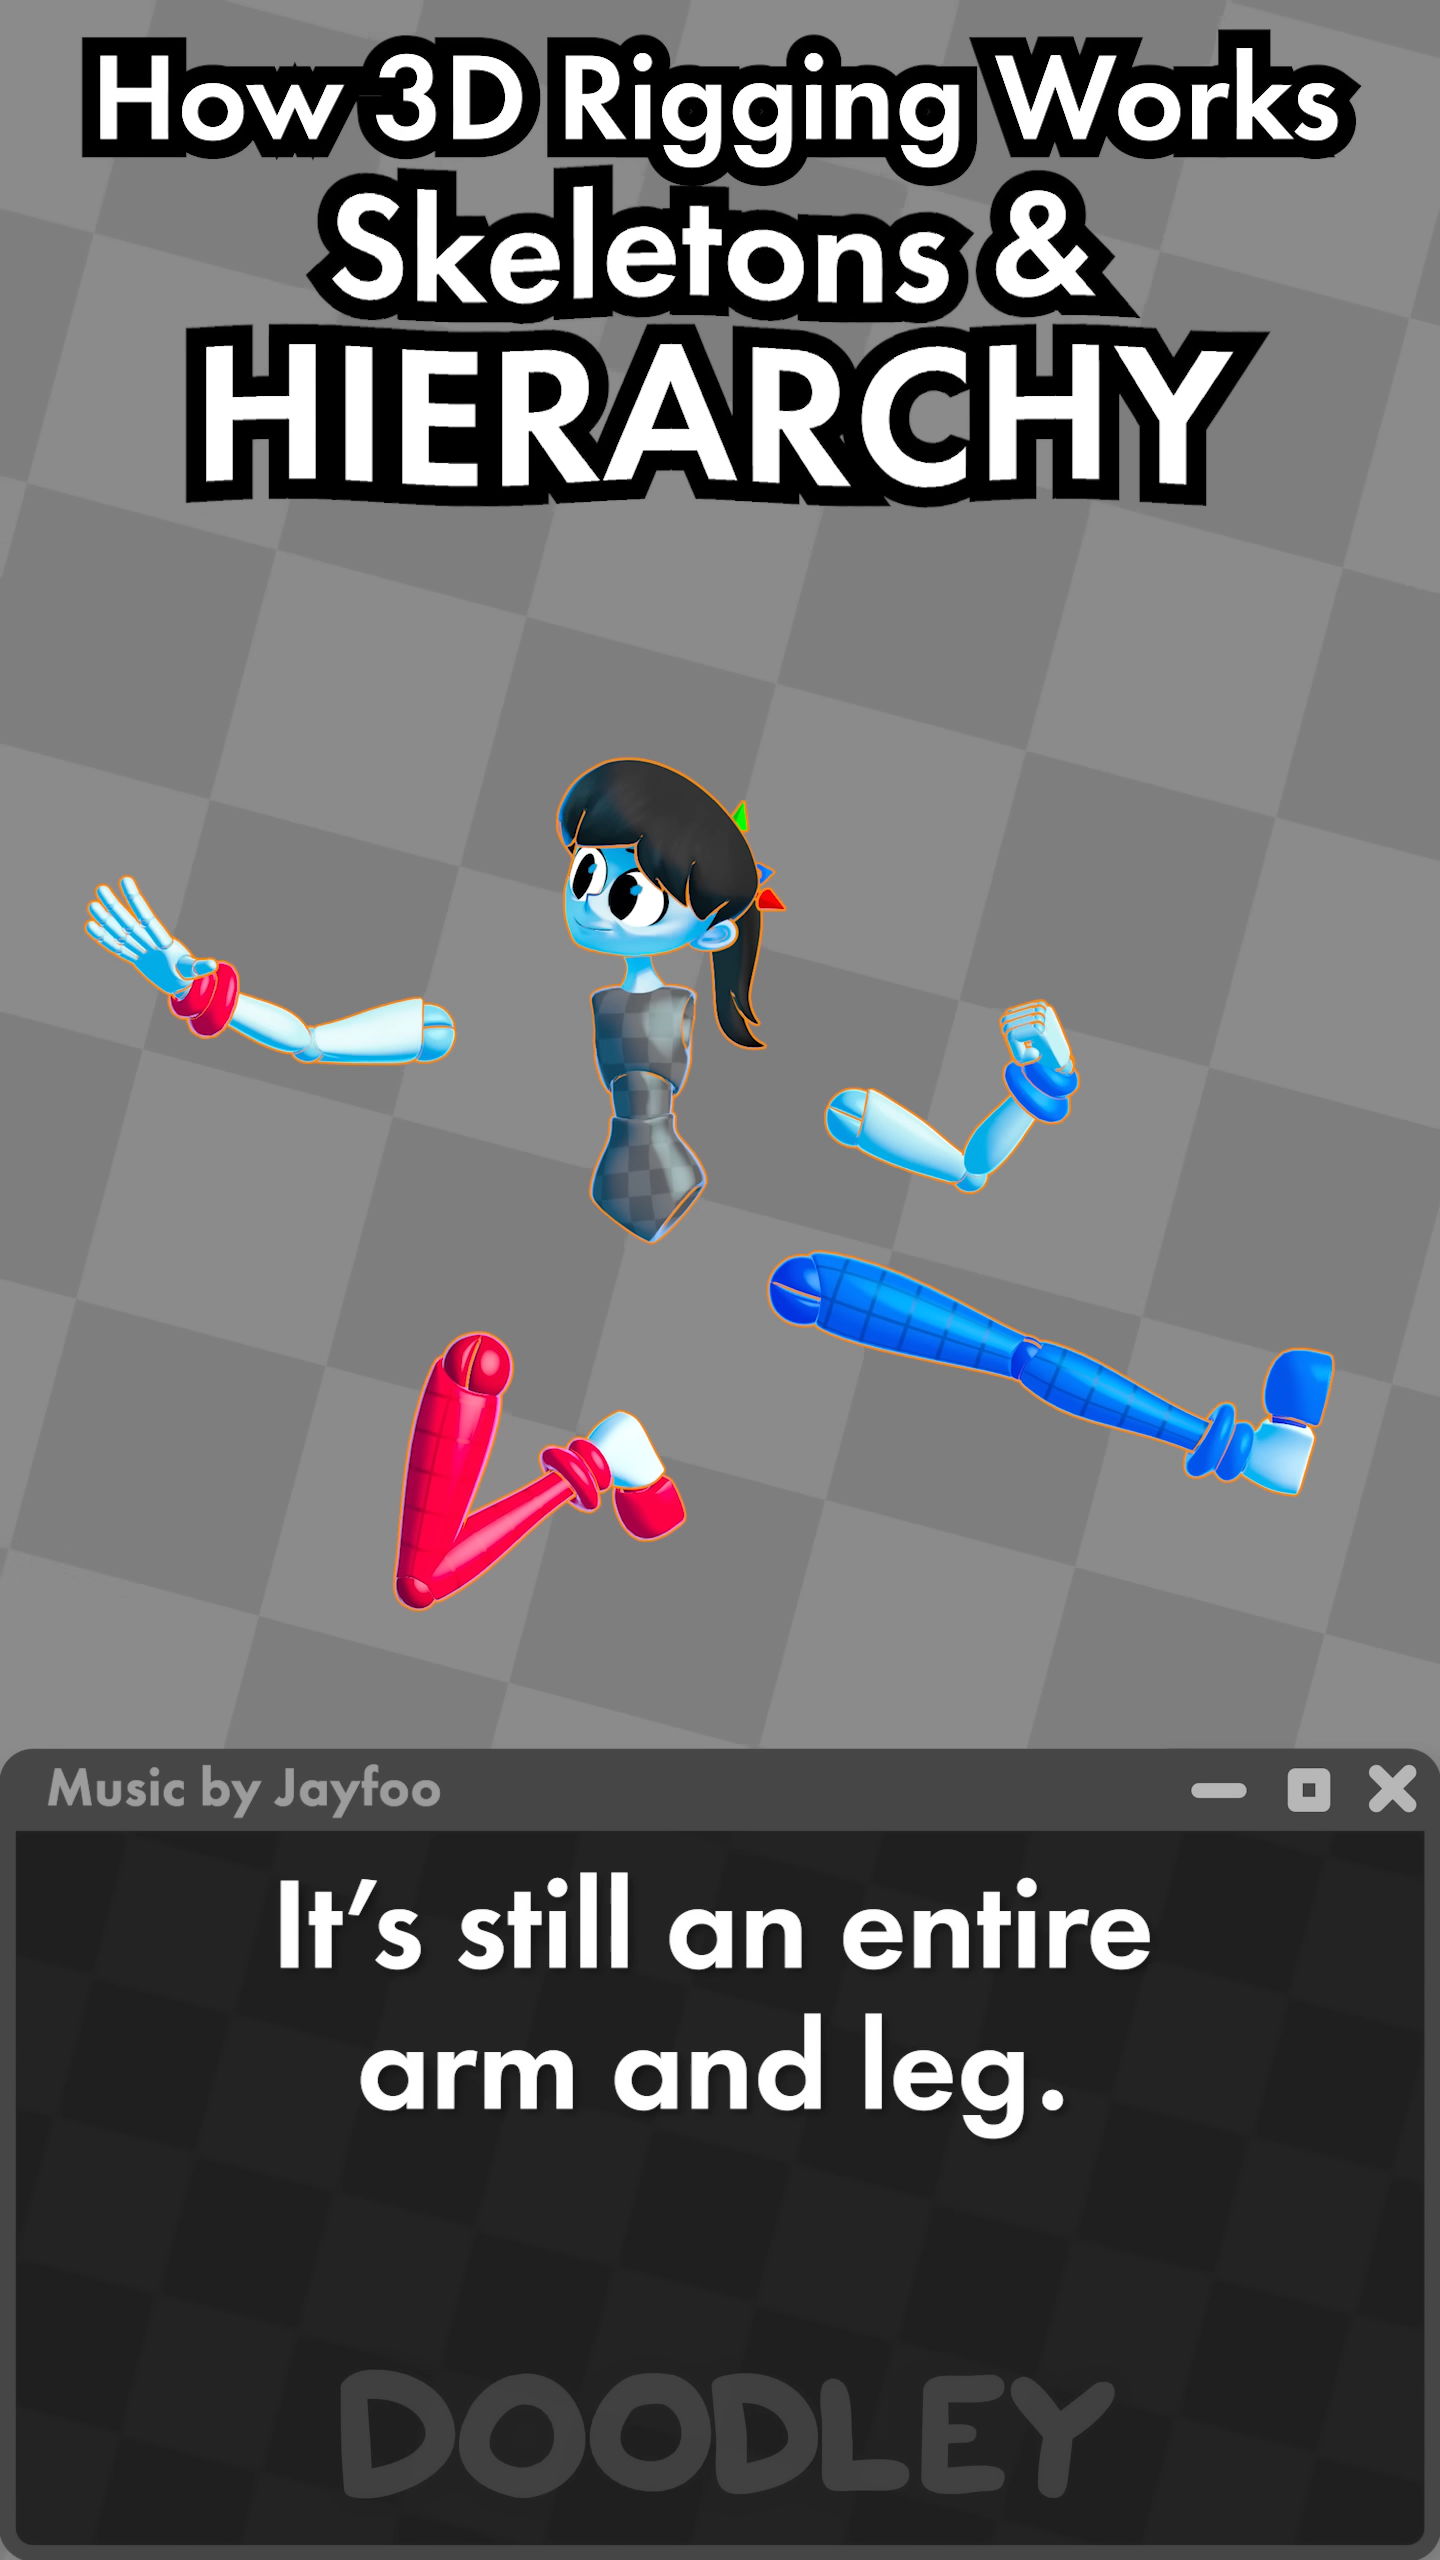 How 3D Rigging Works
Skeletons &
HIERARCHY
Music by Jayfoo
It’s still an entire
arm and leg.
DOODLEY